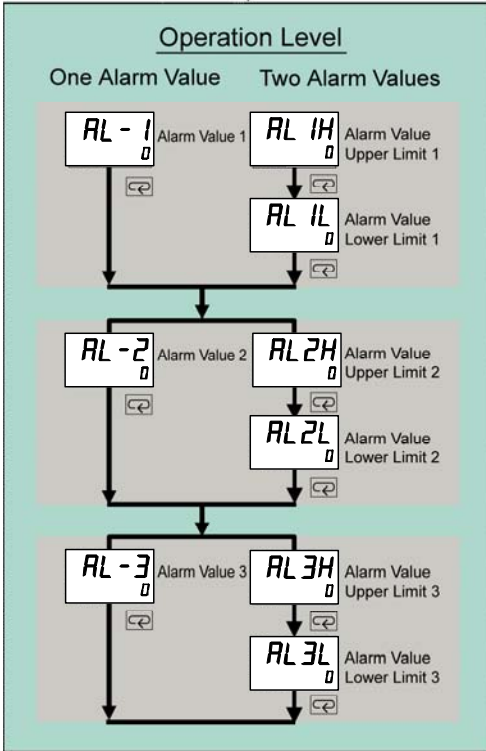 Operation Level
One Alarm Value Two Alarm Values
AL-1
0
Alarm Value 1
AL1H
0
Alarm Value
Upper Limit 1
AL1L
0
Alarm Value
Lower Limit 1
AL-2
0
Alarm Value 2
AL2H
0
Alarm Value
Upper Limit 2
AL2L
0
Alarm Value
Lower Limit 2
AL-3
0
Alarm Value 3
AL3H
0
Alarm Value
Upper Limit 3
AL3L
0
Alarm Value
Lower Limit 3